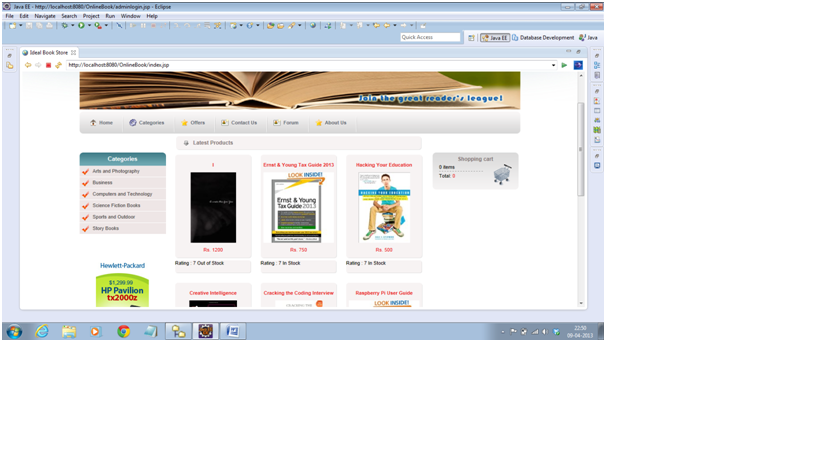 Java EE - http://localhost:8080/OnlineBook/adminlogin.jsp - Eclipse
File Edit Navigate Search Project Run Window Help
Quick Access
Java EE Database Development Java
Ideal Book Store
http://localhost:8080/OnlineBook/index.jsp
Join the great reader's league!
Home Categories Offers Contact Us Forum About Us
Latest Products
Categories
Arts and Photography
Business
Computers and Technology
Science Fiction Books
Sports and Outdoor
Story Books
Hewlett-Packard
$1,299.99
HP Pavilion
tx2000z
I
Rs. 1200
Rating : 7 Out of Stock
Ernst & Young Tax Guide 2013
LOOK INSIDE!
Ernst & Young
Tax Guide
2013
Rs. 750
Rating : 7 In Stock
Hacking Your Education
HACKING YOUR EDUCATION
Rs. 500
Rating : 7 In Stock
Creative Intelligence
Cracking the Coding Interview
Raspberry Pi User Guide
LOOK INSIDE!
Shopping cart
0 items
Total: 0
22:50
08-04-2013